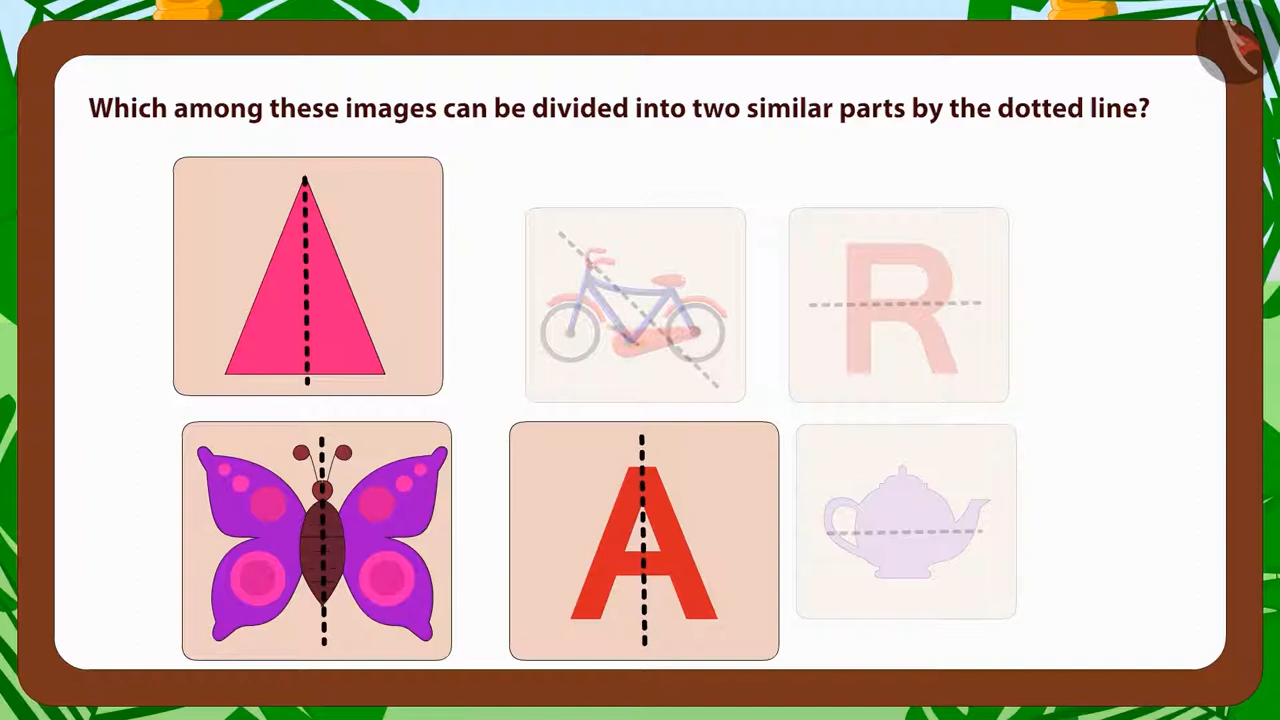 Which among these images can be divided into two similar parts by the dotted line?
R
A